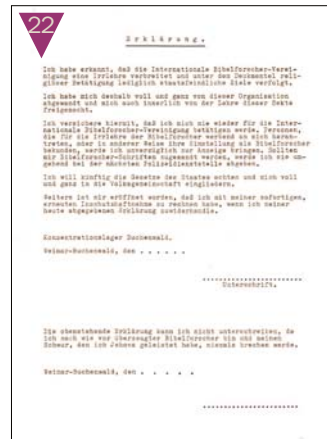 22
Erklärung.
Ich habe erkannt, daß die Internationale Bibelforscher-Verei-
nigung eine Irrlehre verbreitet und unter dem Deckmantel reli-
giöser Betätigung lediglich staatsfeindliche Ziele verfolgt.
Ich habe mich deshalb voll und ganz von dieser Organisation
abgewandt und mich auch innerlich von der Lehre dieser Sekte
freigemacht.
Ich versichere hiermit, daß ich mich nie wieder für die Inter-
nationale Bibelforscher-Vereinigung betätigen werde. Personen,
die für die Irrlehre der Bibelforscher werbend an mich heran-
treten, oder in anderer Weise ihre Einstellung als Bibelforscher
bekunden, werde ich unverzüglich zur Anzeige bringen. Sollten
mir Bibelforscher-Schriften zugesandt werden, werde ich sie um-
gehend bei der nächsten Polizeidienststelle abgeben.
Ich will künftig die Gesetze des Staates achten und mich voll
und ganz in die Volksgemeinschaft eingliedern.
Weiters ist mir eröffnet worden, daß ich mit meiner sofortigen,
erneuten Inschutzhaftnahme zu rechnen habe, wenn ich meiner
heute abgegebenen Erklärung zuwiderhandle.
Konzentrationslager Buchenwald.
Weimar-Buchenwald, den . . . . . .
........................
Unterschrift.
Die obenstehende Erklärung kann ich nicht unterschreiben, da
ich nach wie vor überzeugter Bibelforscher bin und meinen
Schwur, den ich Jehova geleistet habe, niemals brechen werde.
Weimar-Buchenwald, den . . . . .
........................